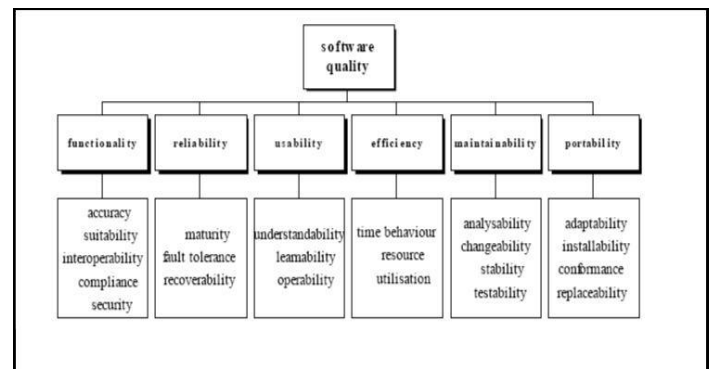 software
quality
functionality
reliability
usability
efficiency
maintainability
portability
accuracy
suitability
interoperability
compliance
security
maturity
fault tolerance
recoverability
understandability
learnability
operability
time behaviour
resource
utilisation
analysability
changeability
stability
testability
adaptability
installability
conformance
replaceability